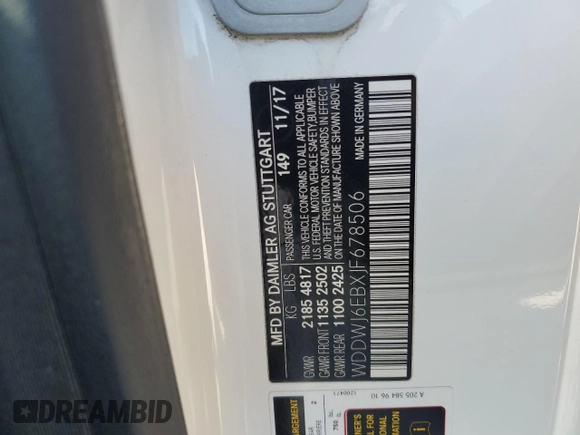 MFD BY DAIMLER AG STUTTGART
149 11/17
KG LBS PASSENGER CAR
GAWR 2185 4817
GAWR FRONT 1135 2502
GAWR REAR 1100 2425
THIS VEHICLE CONFORMS TO ALL APPLICABLE
U.S. FEDERAL MOTOR VEHICLE SAFETY, BUMPER
AND THEFT PREVENTION STANDARDS IN EFFECT
ON THE DATE OF MANUFACTURE SHOWN ABOVE
WDDWJ6EBXJF678506
MADE IN GERMANY
A 205 584 96 10
DREAMBID